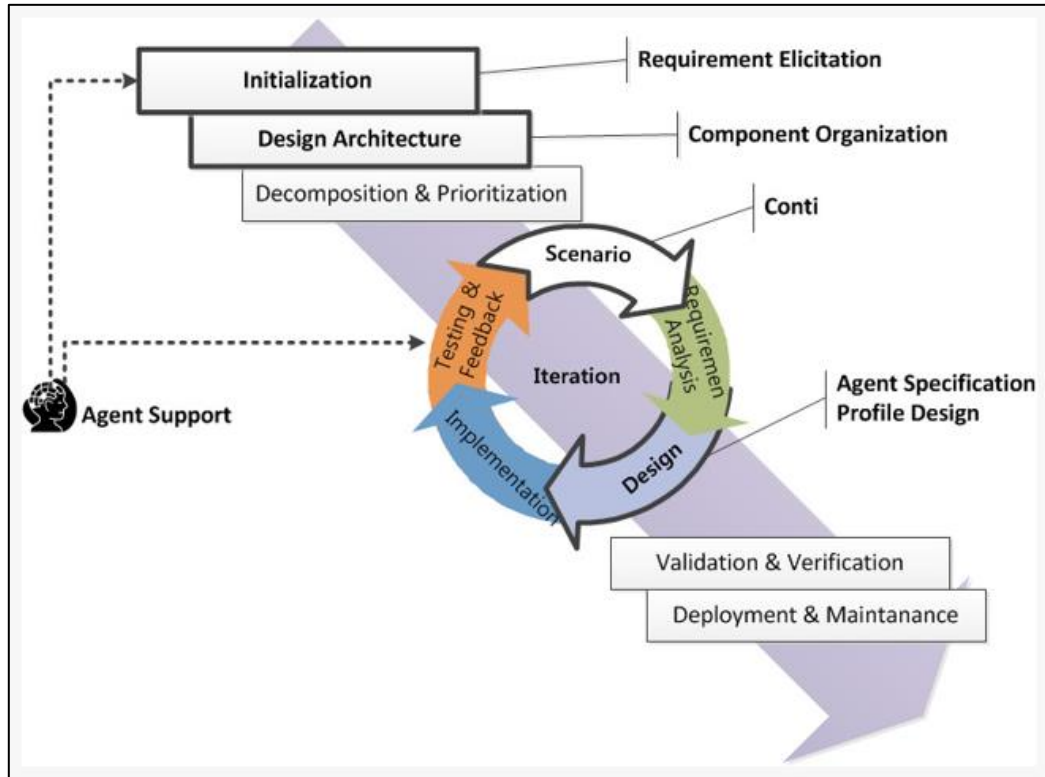 Initialization
Requirement Elicitation
Design Architecture
Component Organization
Decomposition & Prioritization
Conti
Scenario
Requiremen
Analysis
Testing &
Feedback
Iteration
Agent Specification
Profile Design
Agent Support
Implementation
Design
Validation & Verification
Deployment & Maintanance